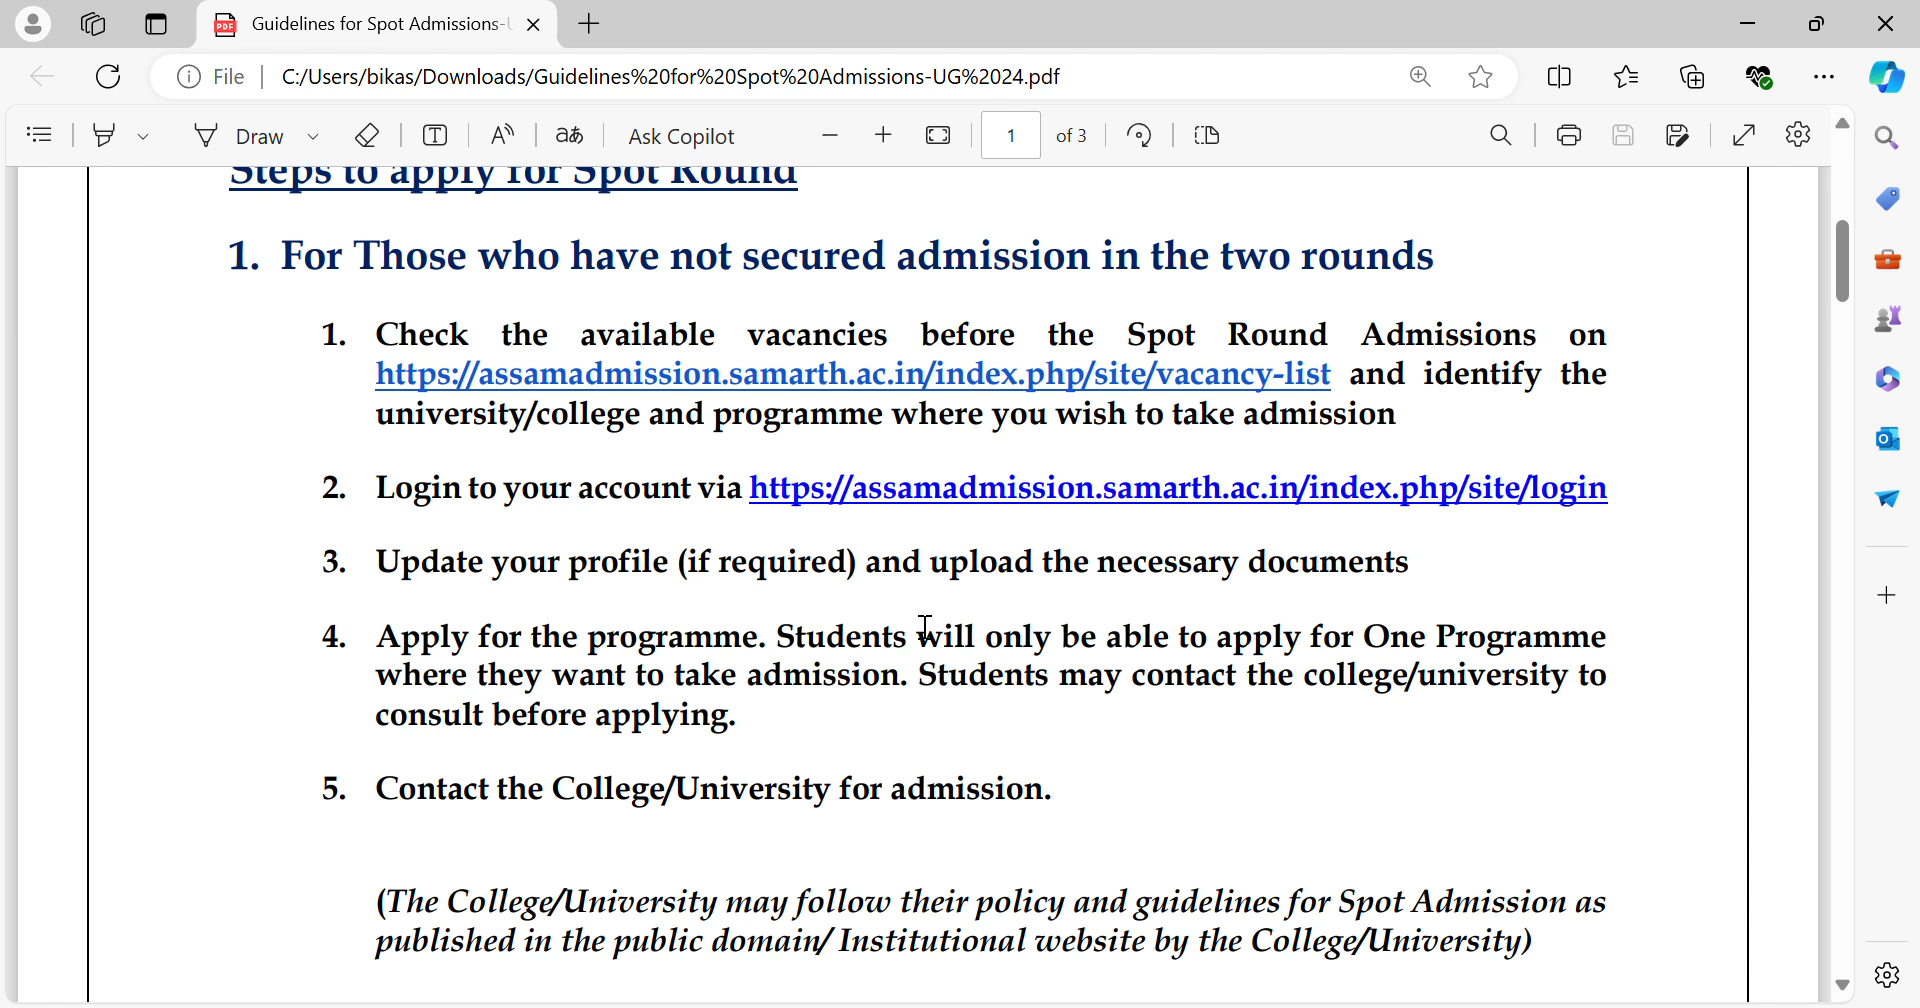 Guidelines for Spot Admissions-U
File
C:/Users/bikas/Downloads/Guidelines%20for%20Spot%20Admissions-UG%2024.pdf
Draw
Ask Copilot
1
of 3
Steps to apply for Spot Round
1. For Those who have not secured admission in the two rounds
1. Check the available vacancies before the Spot Round Admissions on
https://assamadmission.samarth.ac.in/index.php/site/vacancy-list and identify the
university/college and programme where you wish to take admission
2. Login to your account via https://assamadmission.samarth.ac.in/index.php/site/login
3. Update your profile (if required) and upload the necessary documents
4. Apply for the programme. Students will only be able to apply for One Programme
where they want to take admission. Students may contact the college/university to
consult before applying.
5. Contact the College/University for admission.
(The College/University may follow their policy and guidelines for Spot Admission as
published in the public domain/ Institutional website by the College/University)